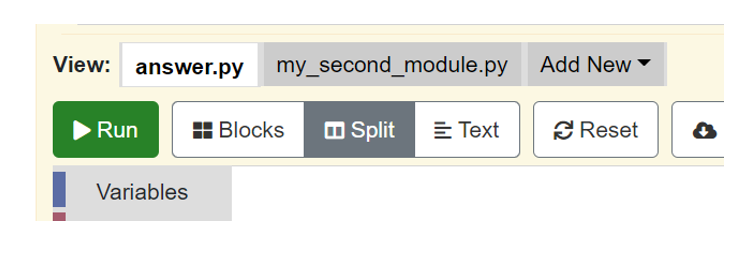 View: answer.py my_second_module.py Add New
Run Blocks Split Text Reset
Variables